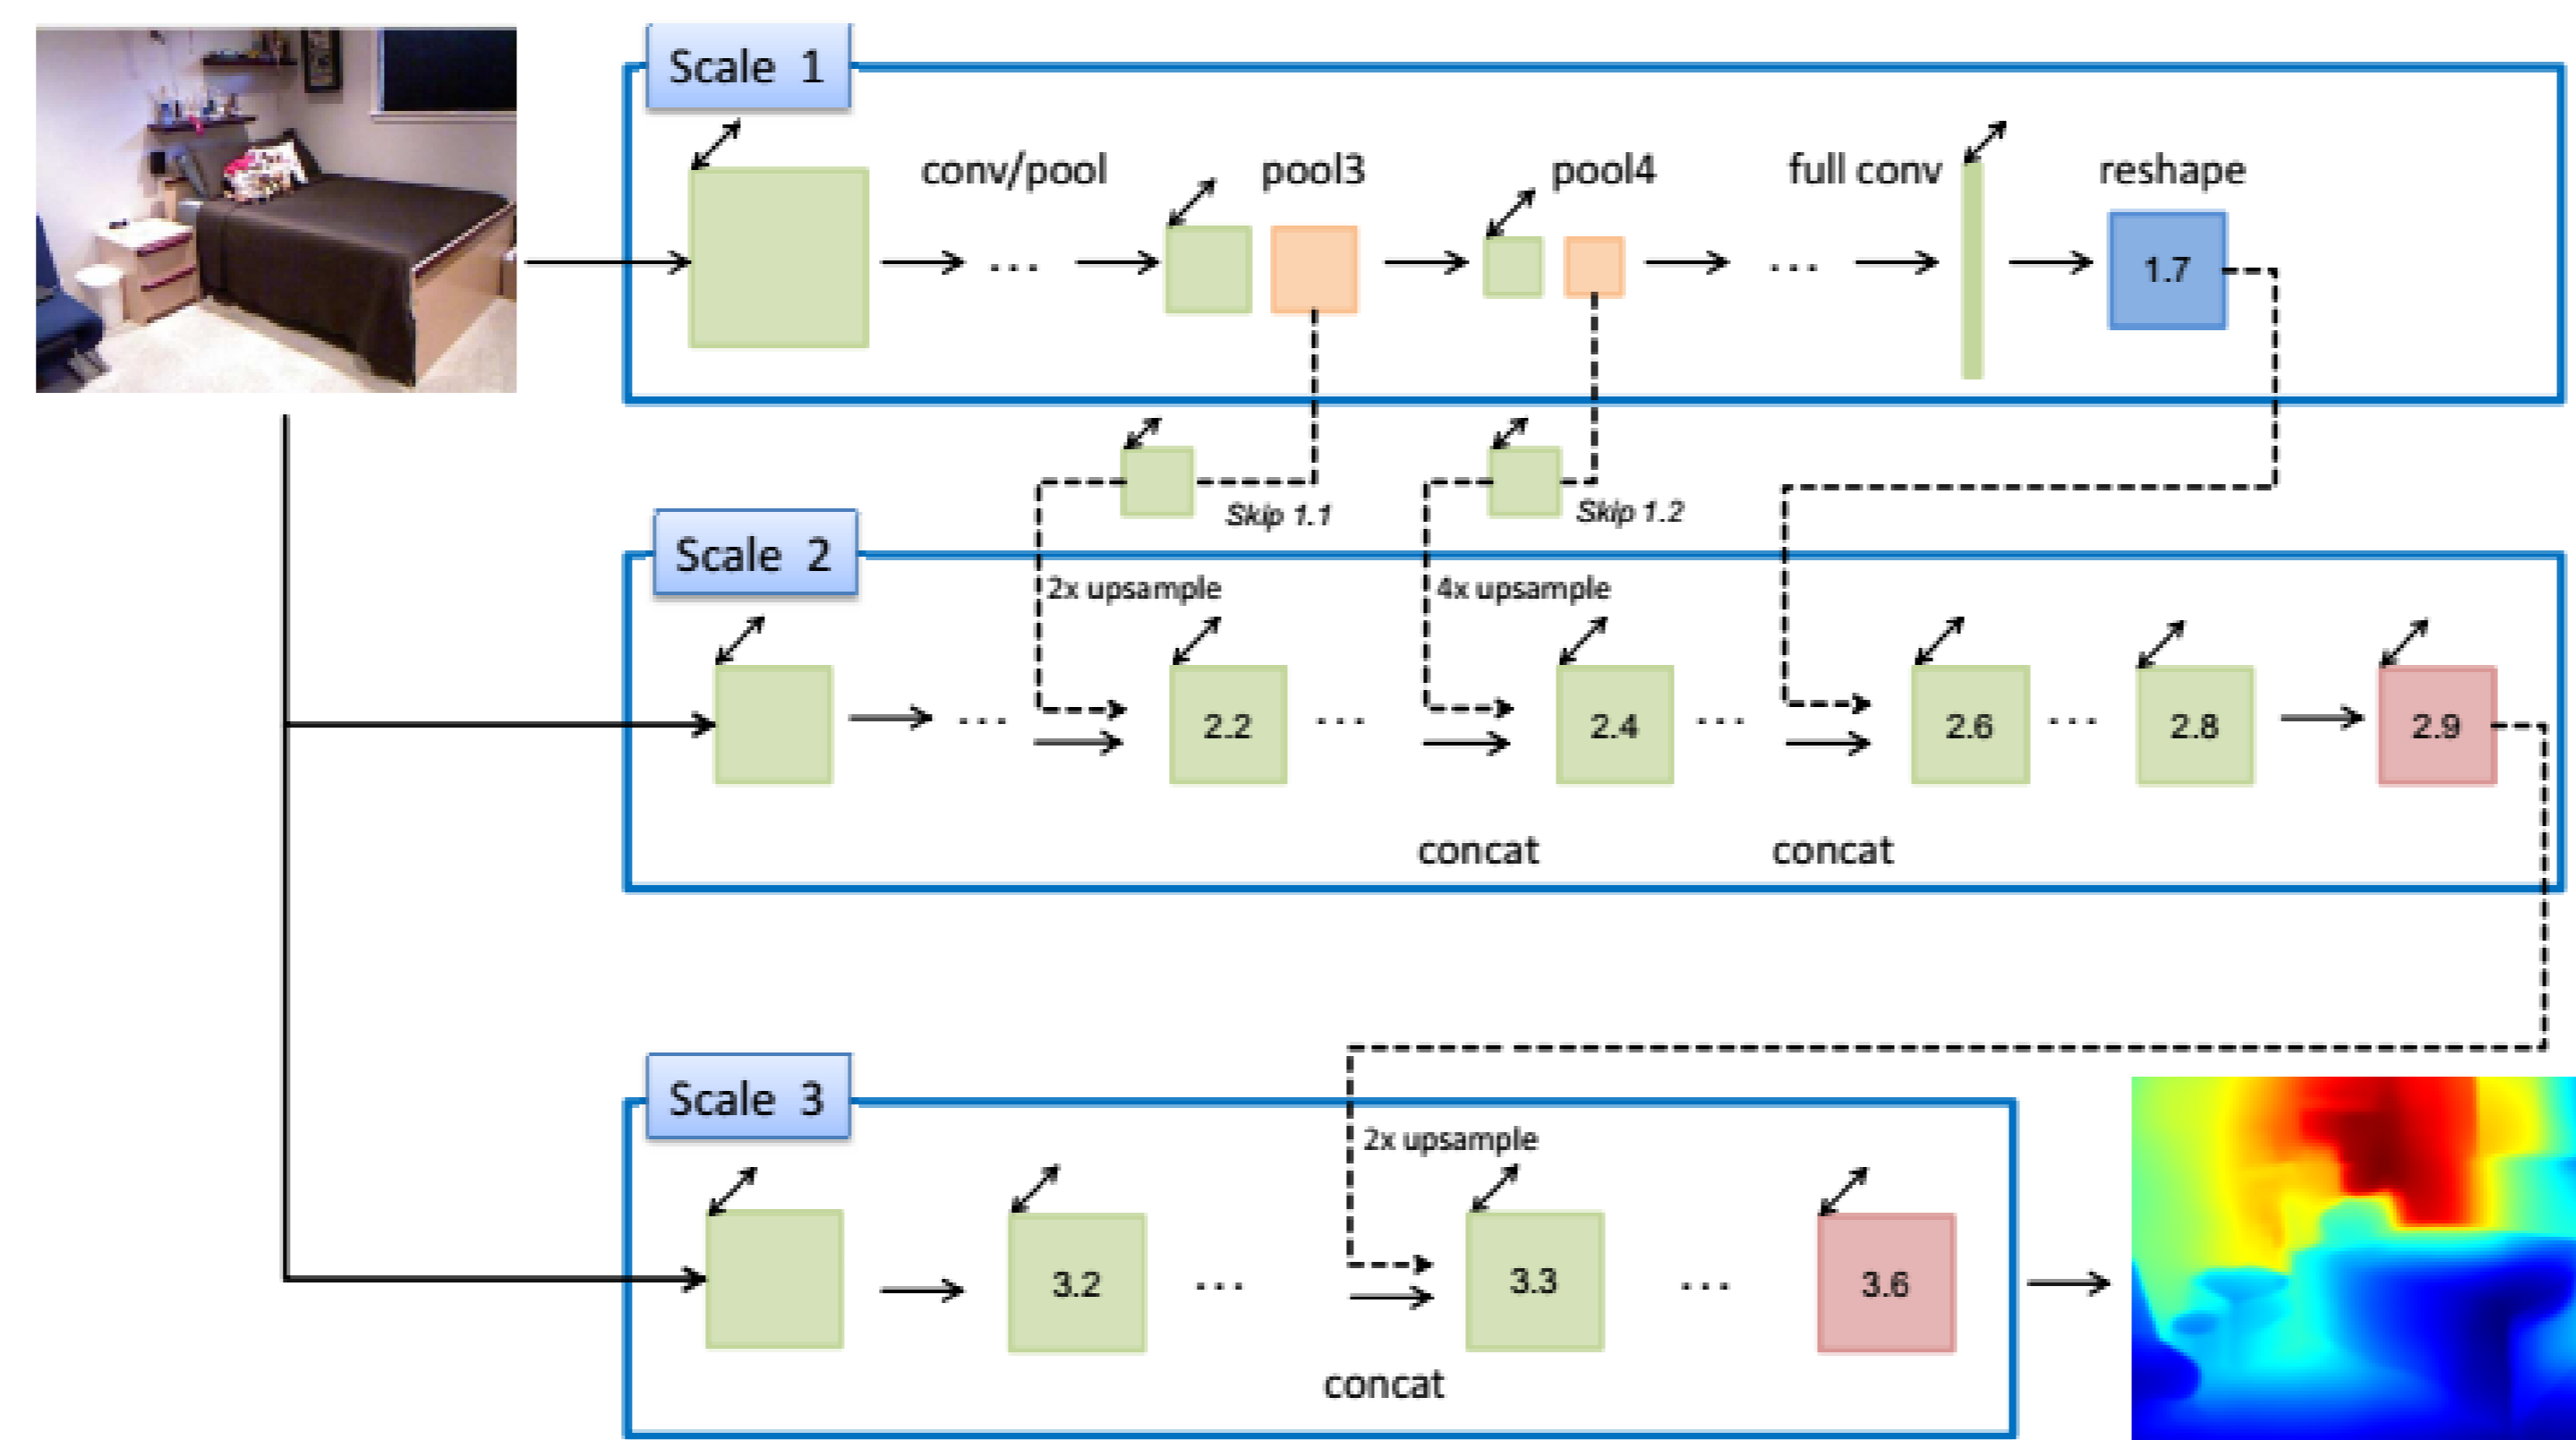 Scale 1
conv/pool
pool3
pool4
full conv
reshape
...
...
1.7
Skip 1.1
Skip 1.2
Scale 2
2x upsample
4x upsample
...
2.2
...
2.4
...
2.6
...
2.8
2.9
concat
concat
Scale 3
2x upsample
3.2
...
3.3
...
3.6
concat